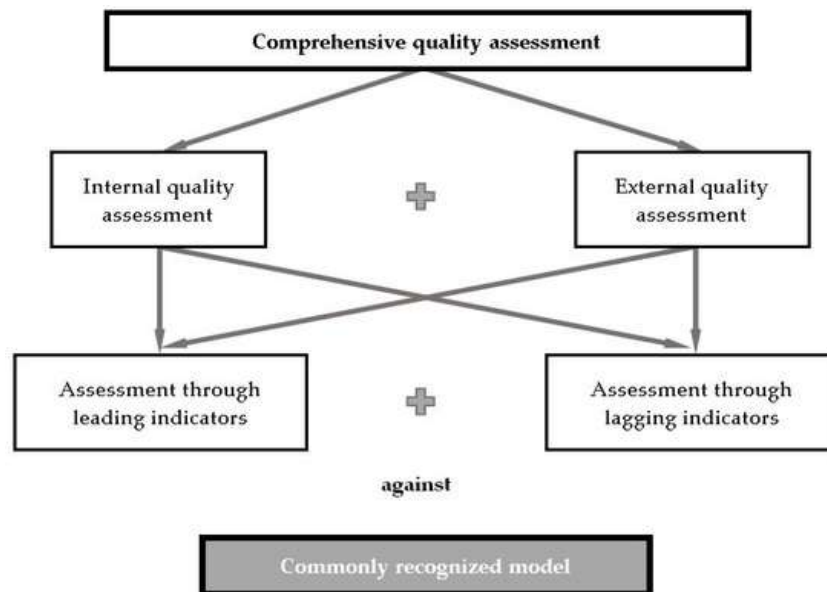 Comprehensive quality assessment
Internal quality
assessment
External quality
assessment
Assessment through
leading indicators
Assessment through
lagging indicators
against
Commonly recognized model